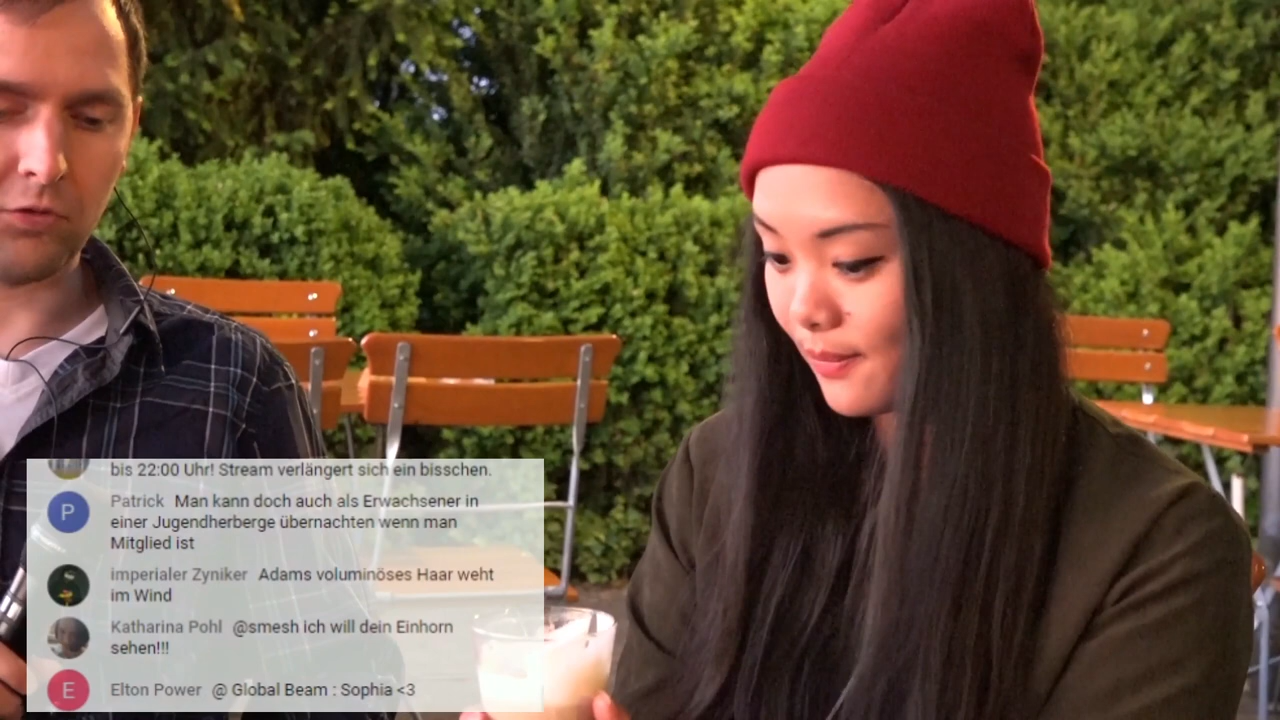 bis 22:00 Uhr! Stream verlängert sich ein bisschen.
P
Patrick Man kann doch auch als Erwachsener in
einer Jugendherberge übernachten wenn man
Mitglied ist
imperialer Zyniker Adams voluminöses Haar weht
im Wind
Katharina Pohl @smesh ich will dein Einhorn
sehen!!!
E
Elton Power @ Global Beam : Sophia <3